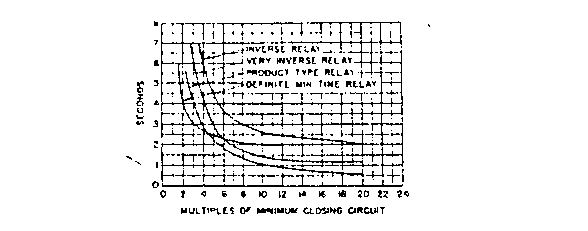 8
7
6
5
4
3
2
1
0
SECONDS
INVERSE RELAY
VERY INVERSE RELAY
PRODUCT TYPE RELAY
DEFINITE MIN TIME RELAY
0 2 4 6 8 10 12 14 16 18 20 22 24
MULTIPLES OF MINIMUM CLOSING CIRCUIT